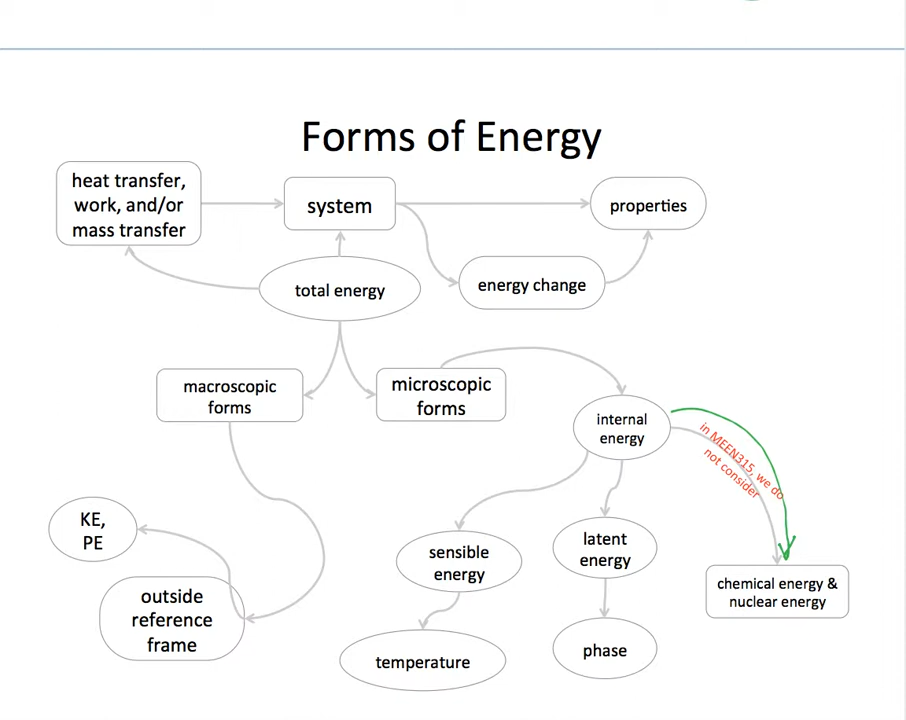 Forms of Energy
heat transfer,
work, and/or
mass transfer
system
properties
total energy
energy change
macroscopic
forms
microscopic
forms
internal
energy
in MEEN315, we do
not consider
KE,
PE
outside
reference
frame
sensible
energy
latent
energy
chemical energy &
nuclear energy
temperature
phase